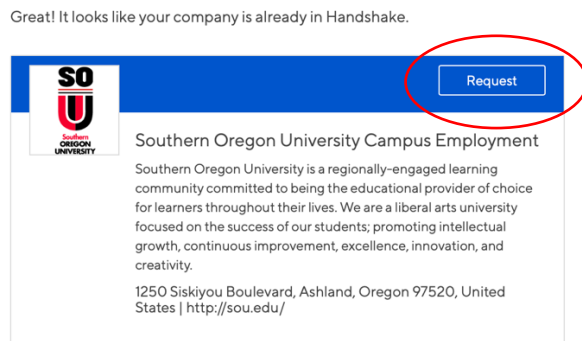 Great! It looks like your company is already in Handshake.
SO
U
Southern
OREGON
UNIVERSITY
Request
Southern Oregon University Campus Employment
Southern Oregon University is a regionally-engaged learning
community committed to being the educational provider of choice
for learners throughout their lives. We are a liberal arts university
focused on the success of our students; promoting intellectual
growth, continuous improvement, excellence, innovation, and
creativity.
1250 Siskiyou Boulevard, Ashland, Oregon 97520, United
States | http://sou.edu/